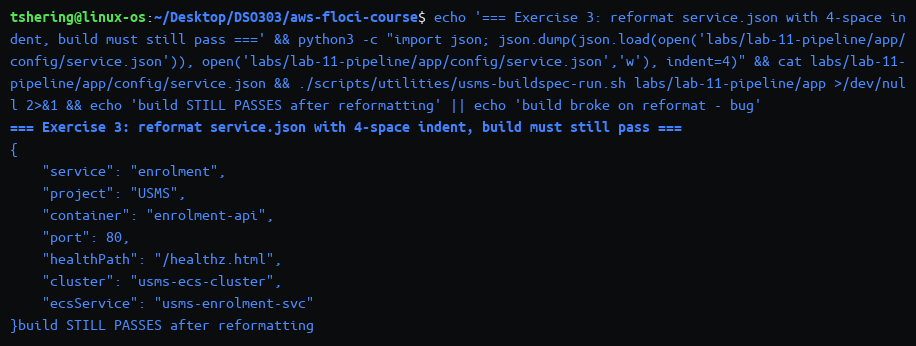 tshering@linux-os:~/Desktop/DSO303/aws-floci-course$ echo '=== Exercise 3: reformat service.json with 4-space in
dent, build must still pass ===' && python3 -c "import json; json.dump(json.load(open('labs/lab-11-pipeline/app/
config/service.json')), open('labs/lab-11-pipeline/app/config/service.json','w'), indent=4)" && cat labs/lab-11-
pipeline/app/config/service.json && ./scripts/utilities/usms-buildspec-run.sh labs/lab-11-pipeline/app >/dev/nul
l 2>&1 && echo 'build STILL PASSES after reformatting' || echo 'build broke on reformat - bug'
=== Exercise 3: reformat service.json with 4-space indent, build must still pass ===
{
    "service": "enrolment",
    "project": "USMS",
    "container": "enrolment-api",
    "port": 80,
    "healthPath": "/healthz.html",
    "cluster": "usms-ecs-cluster",
    "ecsService": "usms-enrolment-svc"
}build STILL PASSES after reformatting